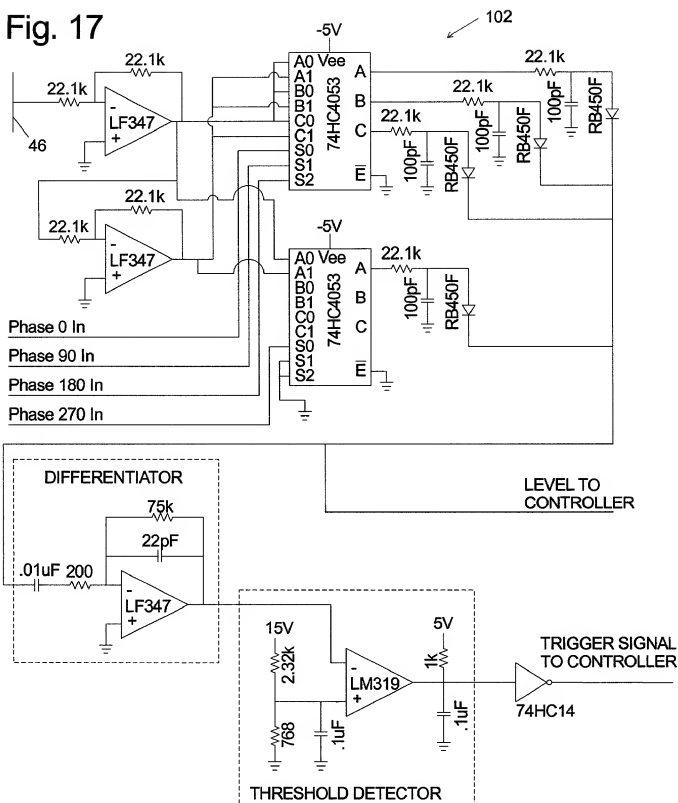 Fig. 17
102
-5V
22.1k
22.1k
-
LF347
+
46
A0 Vee
A1
B0
B1
C0
C1
S0
S1
S2
74HC4053
A
B
C
E
22.1k
100pF
RB450F
22.1k
100pF
RB450F
22.1k
100pF
RB450F
22.1k
22.1k
-
LF347
+
-5V
A0 Vee
A1
B0
B1
C0
C1
S0
S1
S2
74HC4053
A
B
C
E
22.1k
100pF
RB450F
Phase 0 In
Phase 90 In
Phase 180 In
Phase 270 In
DIFFERENTIATOR
75k
22pF
.01uF
200
-
LF347
+
LEVEL TO
CONTROLLER
15V
2.32k
768
.1uF
-
LM319
+
5V
1k
.1uF
THRESHOLD DETECTOR
74HC14
TRIGGER SIGNAL
TO CONTROLLER